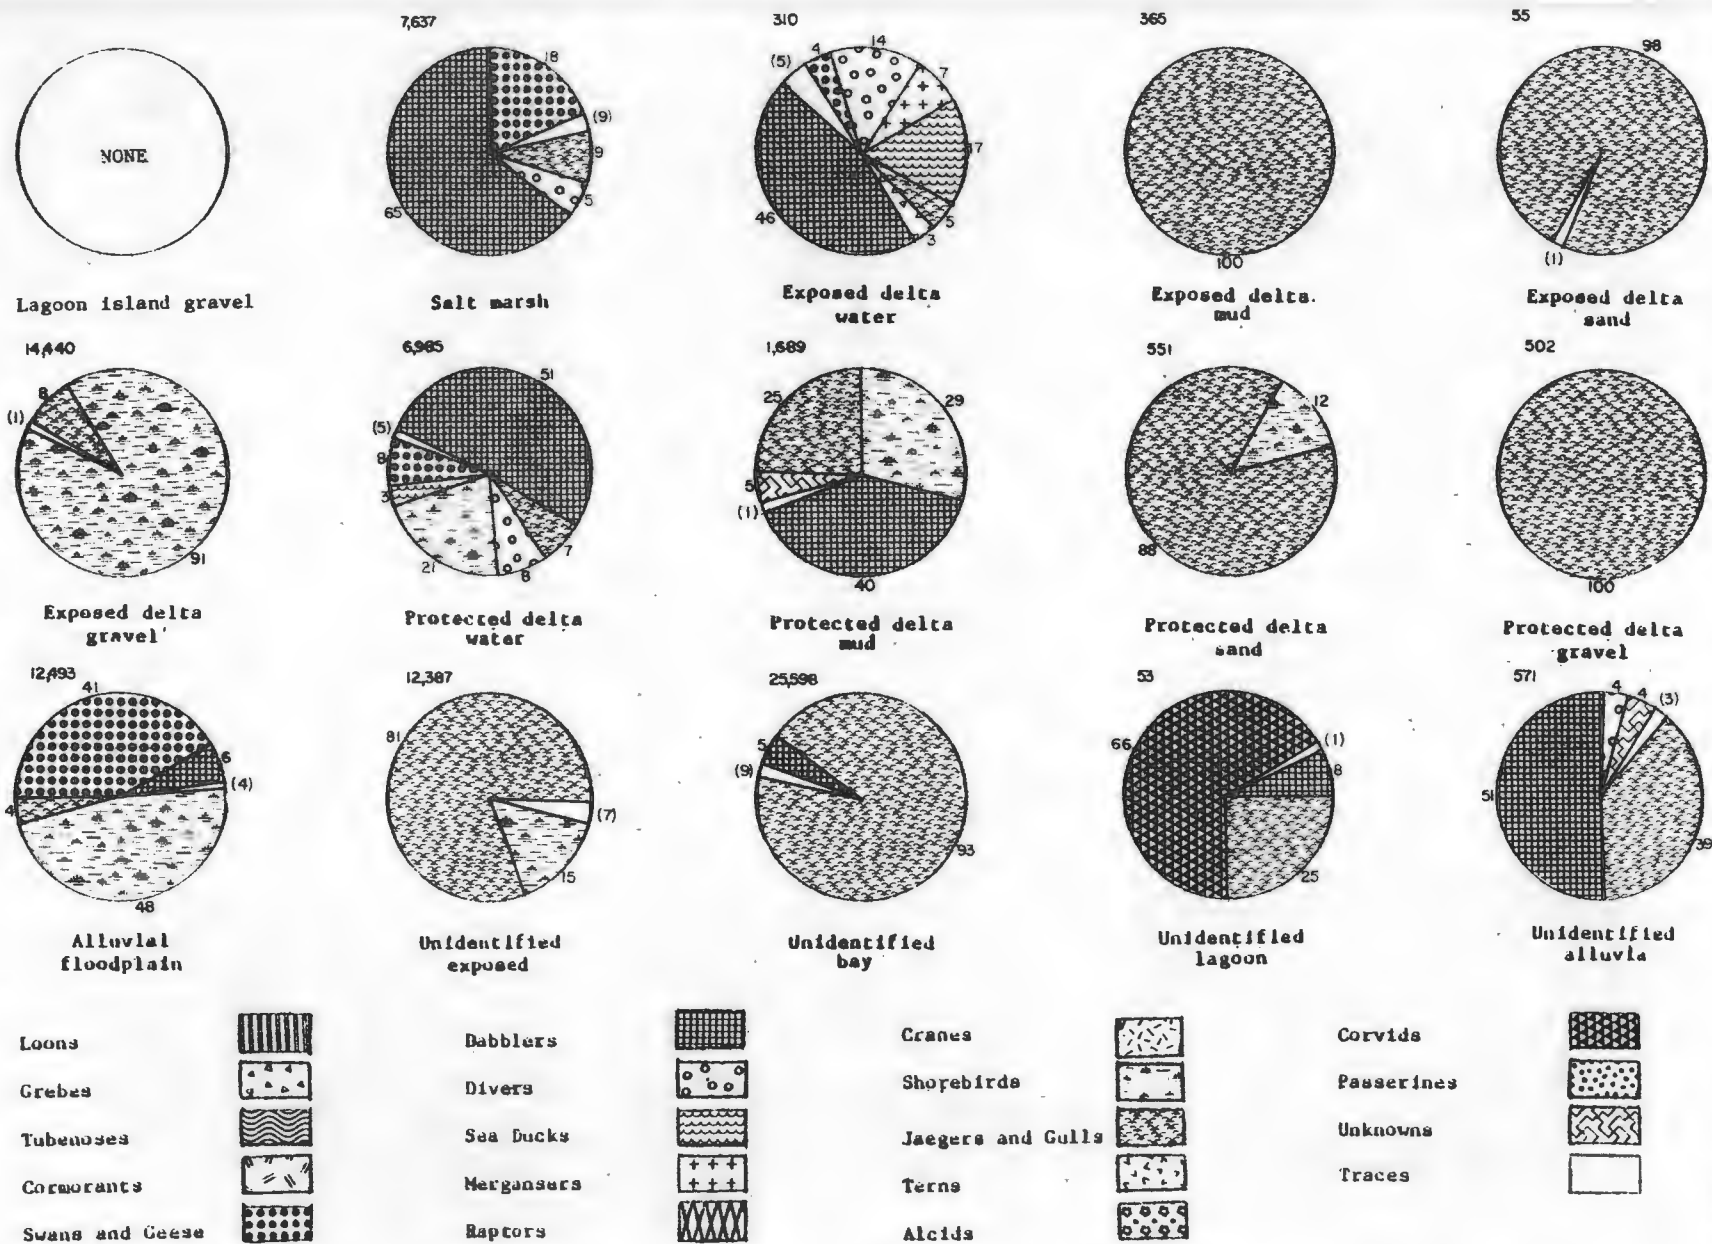 7,637
310
365
55
NONE
18
(9)
9
5
65
(5)
4
14
7
17
5
3
46
100
98
(1)
Lagoon island gravel
Salt marsh
Exposed delta
water
Exposed delta.
mud
Exposed delta
sand
14,440
6,985
1,689
551
502
8
(1)
91
51
(5)
8
3
21
8
7
25
29
5
(1)
40
12
88
100
Exposed delta
gravel
Protected delta
water
Protected delta
mud
Protected delta
sand
Protected delta
gravel
12,493
12,387
25,598
53
571
41
6
(4)
4
48
81
(7)
15
5
(9)
93
66
(1)
8
25
4
4
(3)
51
39
Alluvial
floodplain
Unidentified
exposed
Unidentified
bay
Unidentified
lagoon
Unidentified
alluvia
Loons
Dabblers
Cranes
Corvids
Grebes
Divers
Shorebirds
Passerines
Tubenoses
Sea Ducks
Jaegers and Gulls
Unknowns
Cormorants
Mergansers
Terns
Traces
Swans and Geese
Raptors
Alcids